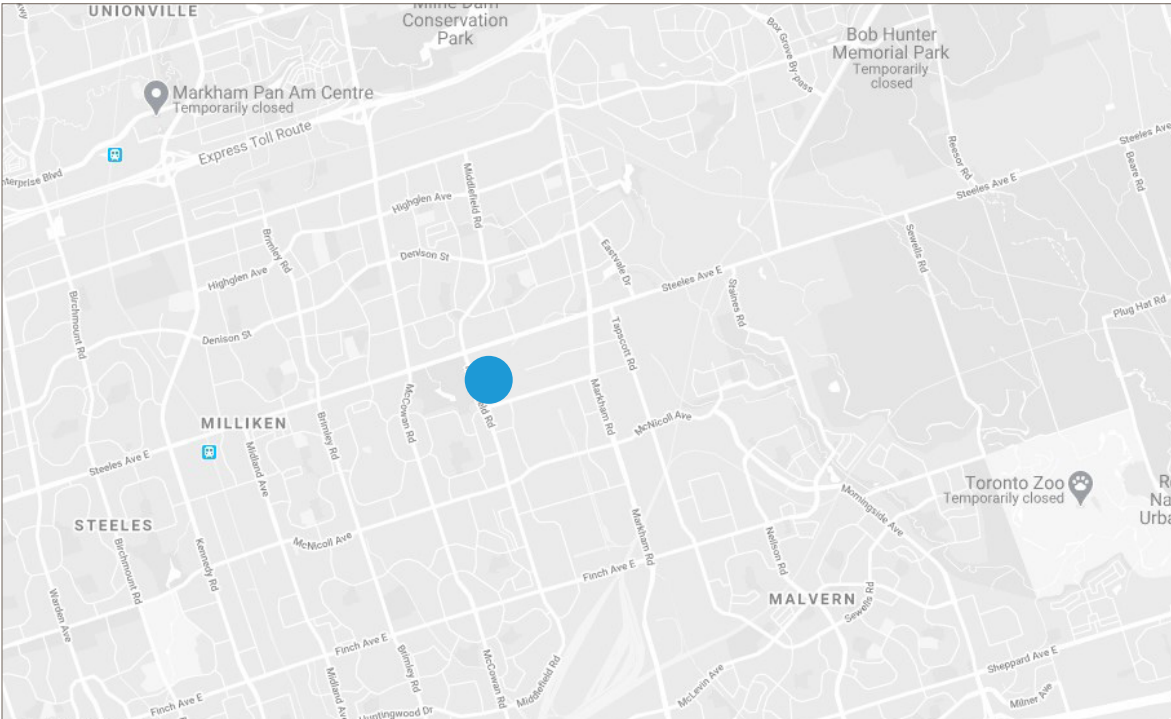 UNIONVILLE
Milne Dam
Conservation
Park
Box Grove By-pass
Bob Hunter
Memorial Park
Temporarily
closed
Markham Pan Am Centre
Temporarily closed
Express Toll Route
nterprise Blvd
Steeles Ave
Reesor Rd
Beare Rd
Middlefield Rd
Steeles Ave E
Highglen Ave
Brimley Rd
Denison St
Eastvale Dr
Sewells Rd
Highglen Ave
Steeles Ave E
Staines Rd
Birchmount Rd
Plug Hat Rd
Denison St
Tapscott Rd
McCowan Rd
field Rd
Markham Rd
McNicoll Ave
MILLIKEN
Brimley Rd
Steeles Ave E
Midland Ave
Toronto Zoo
Temporarily closed
Na
Urba
Morningside Ave
STEELES
McNicoll Ave
Markham Rd
Birchmount Rd
Kennedy Rd
Neilson Rd
Finch Ave E
MALVERN
Sewells Rd
Warden Ave
Finch Ave E
Brimley Rd
McCowan Rd
Middlefield Rd
Sheppard Ave E
McLevin Ave
Midland Av
Milner Ave
Finch Ave E
Huntingwood Dr